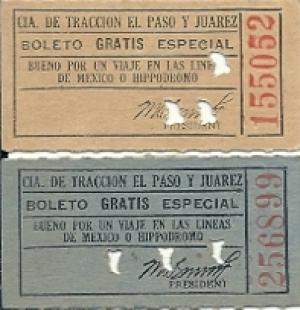 CIA. DE TRACCION EL PASO Y JUAREZ
BOLETO GRATIS ESPECIAL
BUENO POR UN VIAJE EN LAS LINEAS
DE MEXICO O HIPPODROMO
PRESIDENT
155052
CIA. DE TRACCION EL PASO Y JUAREZ
BOLETO GRATIS ESPECIAL
BUENO POR UN VIAJE EN LAS LINEAS
DE MEXICO O HIPPODROMO
PRESIDENT
256899